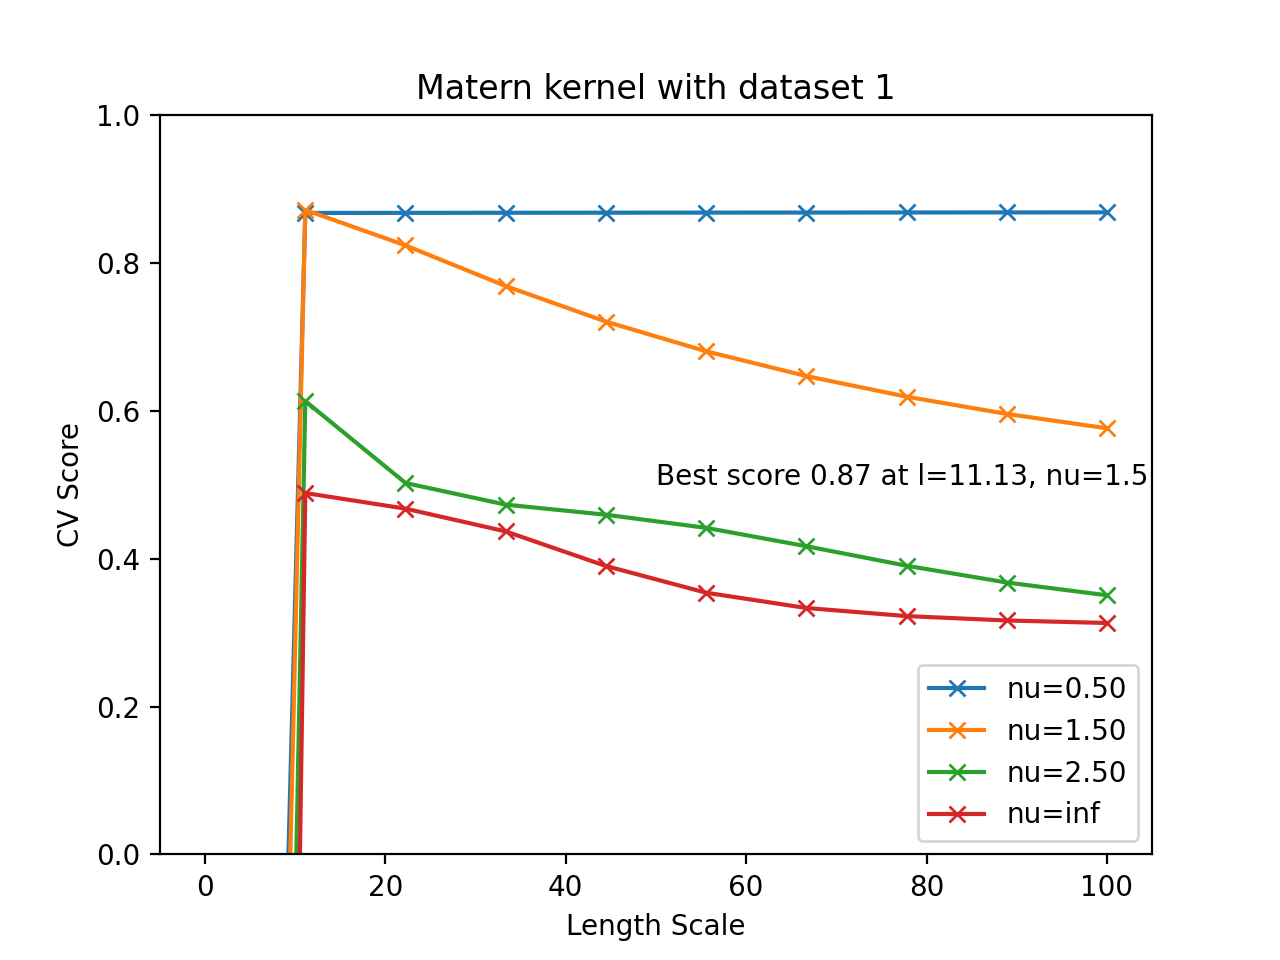 Matern kernel with dataset 1
1.0
0.8
0.6
0.4
0.2
0.0
CV Score
Best score 0.87 at l=11.13, nu=1.5
nu=0.50
nu=1.50
nu=2.50
nu=inf
0 20 40 60 80 100
Length Scale